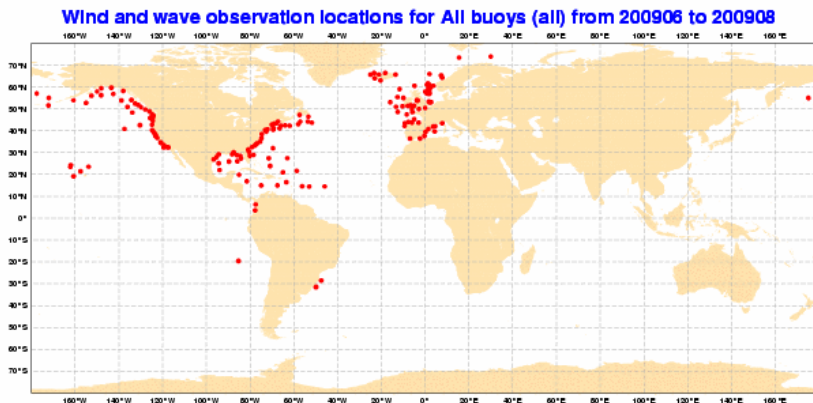 Wind and wave observation locations for All buoys (all) from 200906 to 200908
70°N
60°N
50°N
40°N
30°N
20°N
10°N
0°
10°S
20°S
30°S
40°S
50°S
60°S
70°S
160°W 140°W 120°W 100°W 80°W 60°W 40°W 20°W 0°W 20°E 40°E 60°E 80°E 100°E 120°E 140°E 160°E
160°W 140°W 120°W 100°W 80°W 60°W 40°W 20°W 0°W 20°E 40°E 60°E 80°E 100°E 120°E 140°E 160°E